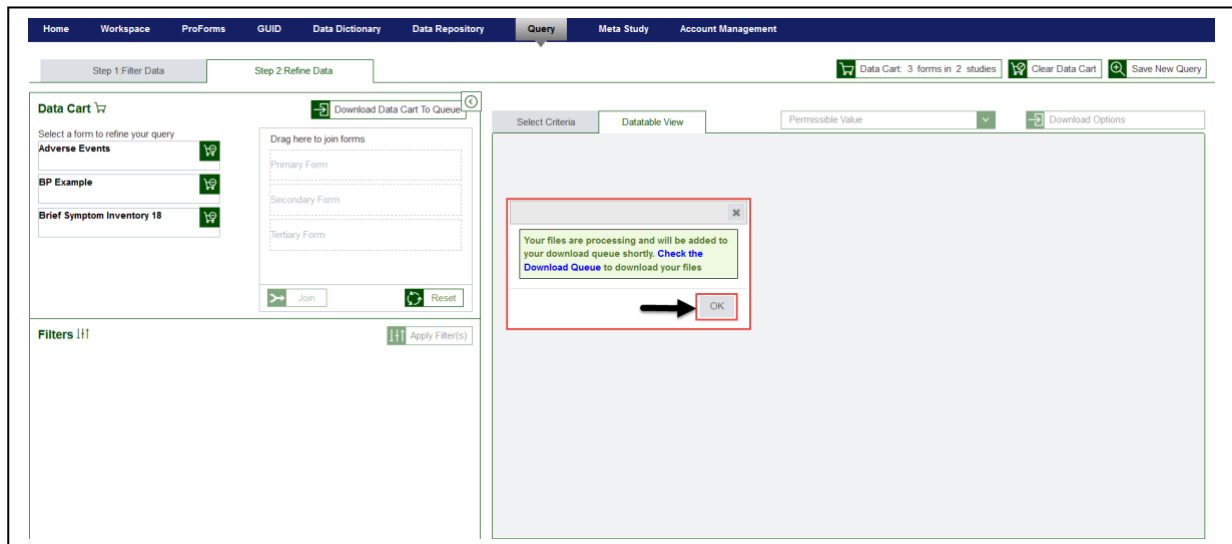 Home Workspace ProForms GUID Data Dictionary Data Repository Query Meta Study Account Management
Step 1:Filter Data Step 2:Refine Data
Data Cart: 3 forms in 2 studies Clear Data Cart Save New Query
Data Cart
Download Data Cart To Queue
Select a form to refine your query
Adverse Events
BP Example
Brief Symptom Inventory 18
Drag here to join forms
Primary Form
Secondary Form
Tertiary Form
Join Reset
Filters
Apply Filter(s)
Select Criteria Datatable View Permissible Value Download Options
Your files are processing and will be added to
your download queue shortly. Check the
Download Queue to download your files
OK